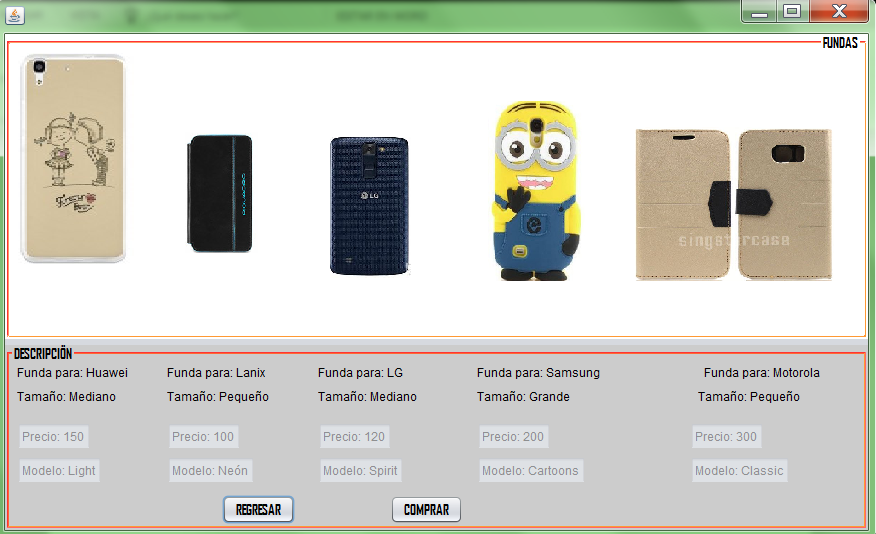 FUNDAS
LG
singstarcase
DESCRIPCIÓN
Funda para: Huawei
Funda para: Lanix
Funda para: LG
Funda para: Samsung
Funda para: Motorola
Tamaño: Mediano
Tamaño: Pequeño
Tamaño: Mediano
Tamaño: Grande
Tamaño: Pequeño
Precio: 150
Precio: 100
Precio: 120
Precio: 200
Precio: 300
Modelo: Light
Modelo: Neón
Modelo: Spirit
Modelo: Cartoons
Modelo: Classic
REGRESAR
COMPRAR